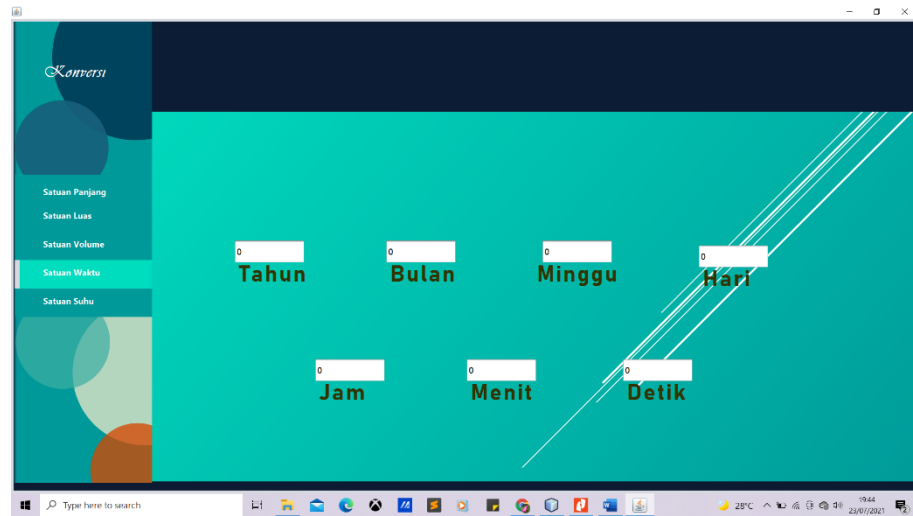 Konversi
Satuan Panjang
Satuan Luas
Satuan Volume
Satuan Waktu
Satuan Suhu
0
Tahun
0
Bulan
0
Minggu
0
Hari
0
Jam
0
Menit
0
Detik
Type here to search
28°C
19:44
23/07/2021